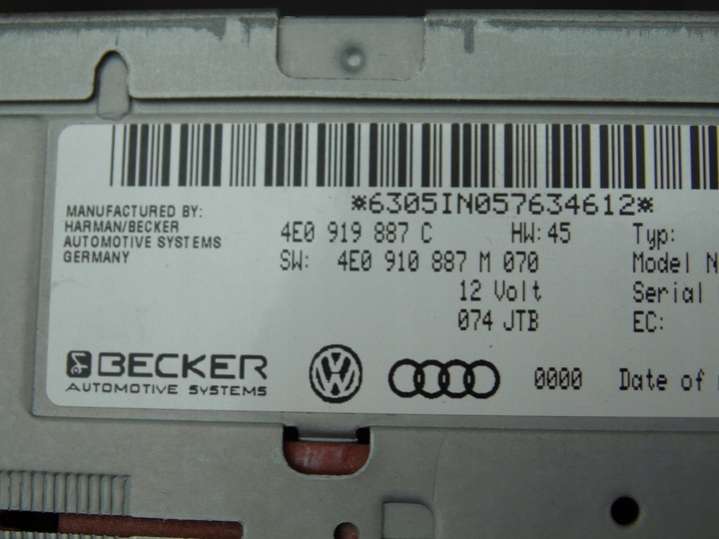 *6305IN057634612*
MANUFACTURED BY:
HARMAN/BECKER
AUTOMOTIVE SYSTEMS
GERMANY
4E0 919 887 C HW: 45 Typ:
SW: 4E0 910 887 M 070 Model N
12 Volt Serial
074 JTB EC:
BECKER
AUTOMOTIVE SYSTEMS
0000 Date of